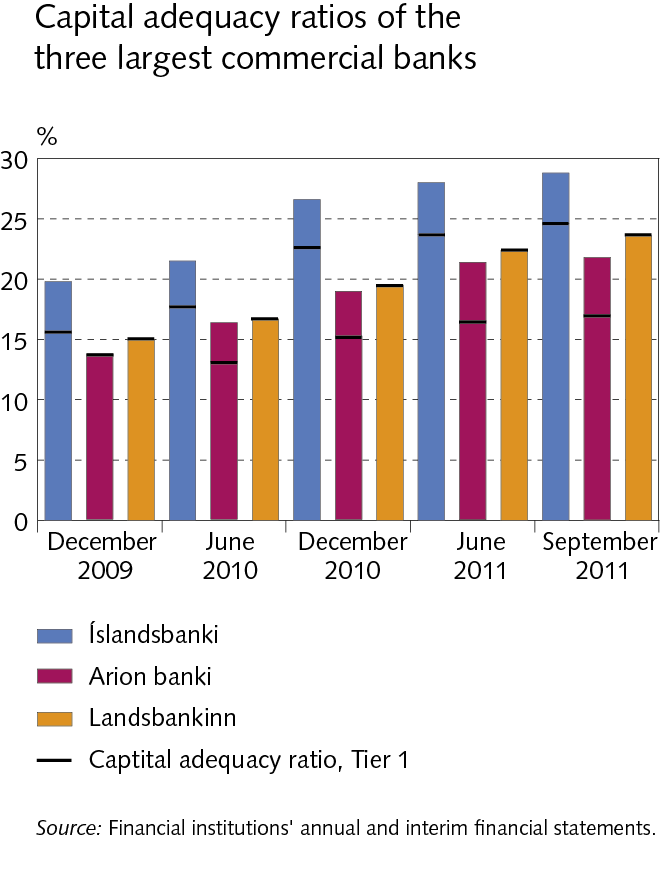 Capital adequacy ratios of the
three largest commercial banks
%
30
25
20
15
10
5
0
December 2009
June 2010
December 2010
June 2011
September 2011
Íslandsbanki
Arion banki
Landsbankinn
Captital adequacy ratio, Tier 1
Source: Financial institutions' annual and interim financial statements.